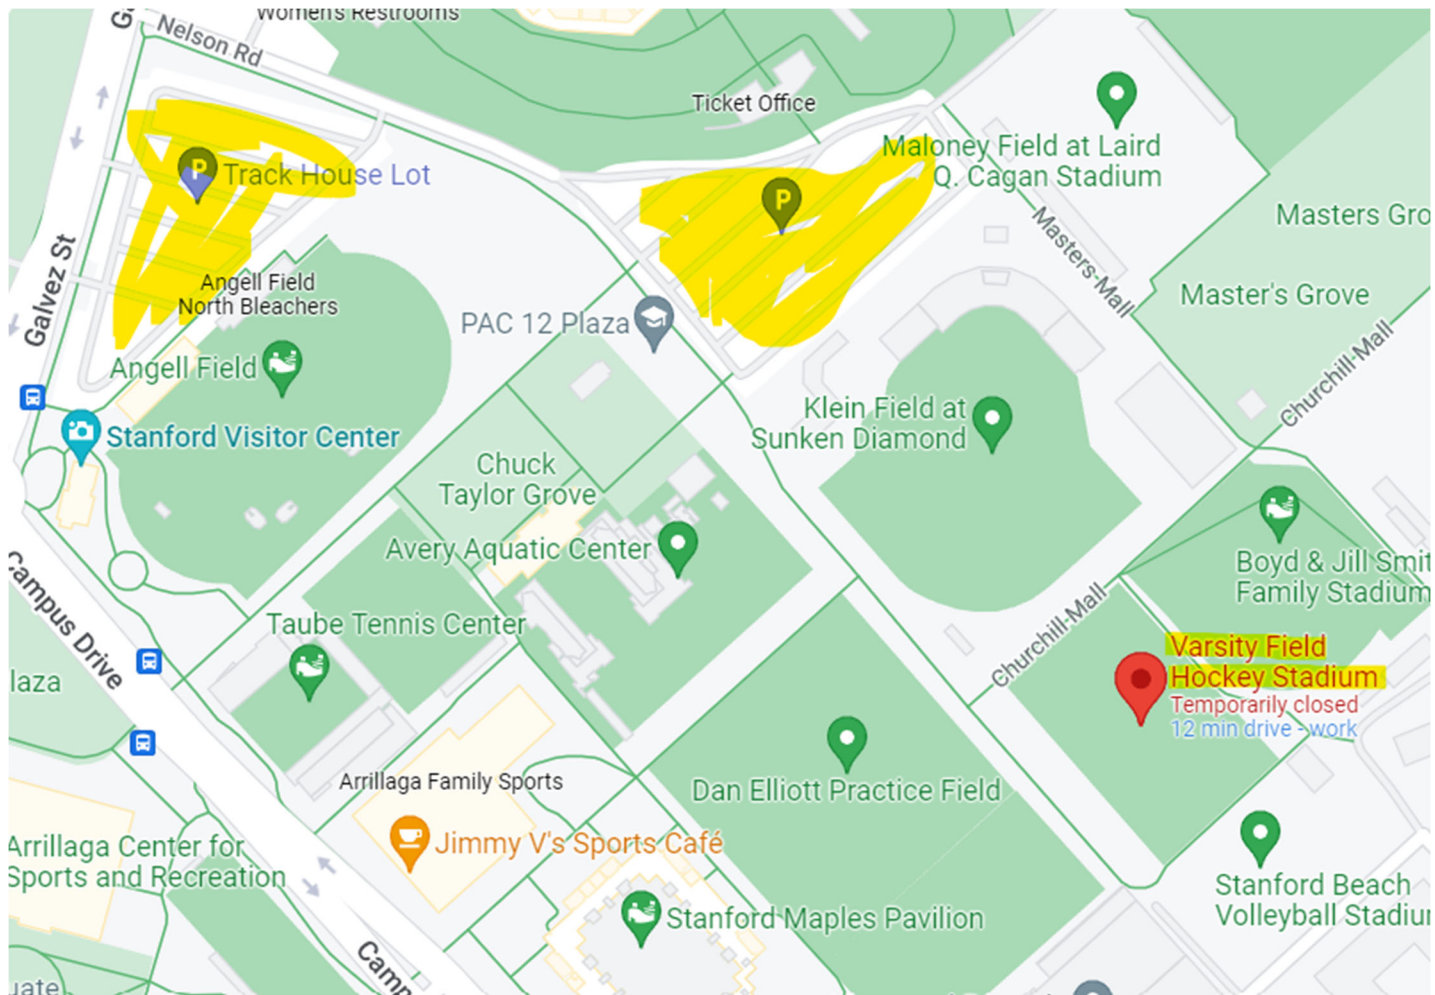 Women's Restrooms
Nelson Rd
Ticket Office
Maloney Field at Laird
Q. Cagan Stadium
P
Track House Lot
P
Masters Gro
Masters-Mall
Galvez St
Angell Field
North Bleachers
Master's Grove
PAC 12 Plaza
Angell Field
Churchill-Mall
Klein Field at
Sunken Diamond
Stanford Visitor Center
Chuck
Taylor Grove
Avery Aquatic Center
Boyd & Jill Smit
Family Stadium
Campus Drive
Taube Tennis Center
Churchill-Mall
Varsity Field
Hockey Stadium
Temporarily closed
12 min drive - work
laza
Arrillaga Family Sports
Dan Elliott Practice Field
Jimmy V's Sports Café
Arrillaga Center for
Sports and Recreation
Stanford Beach
Volleyball Stadiu
Stanford Maples Pavilion
Camp
uate